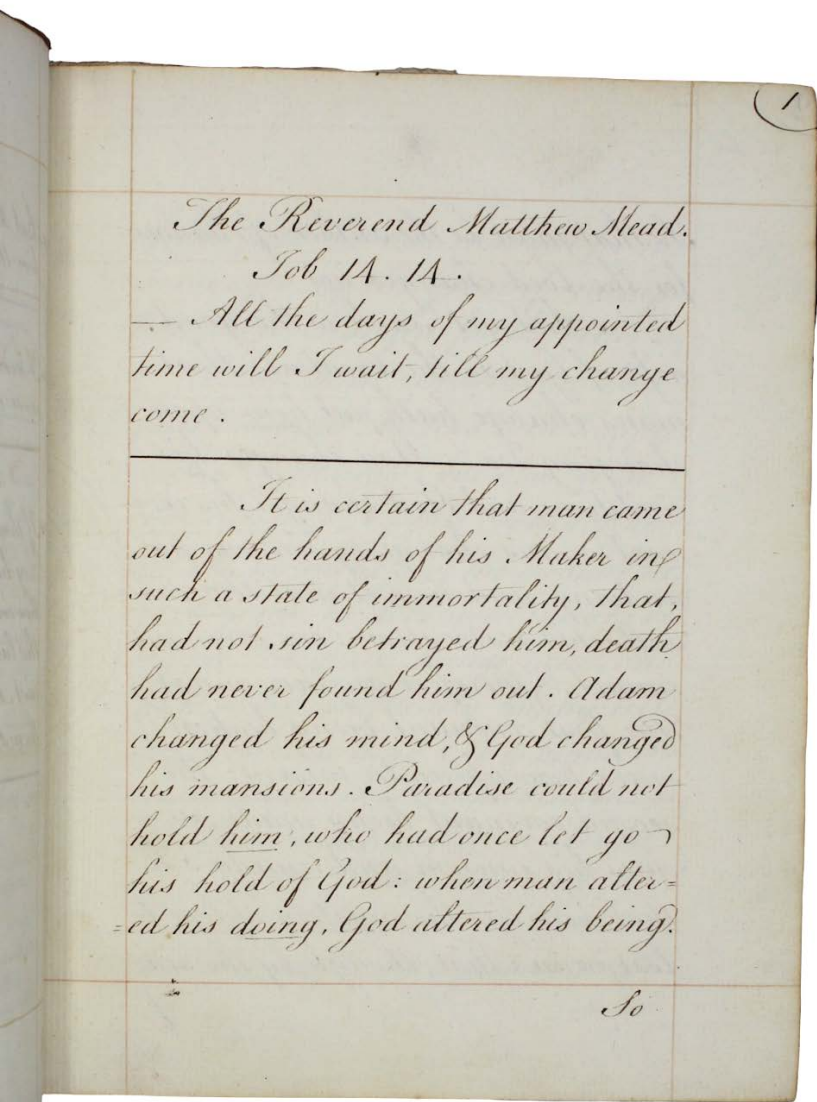 1
The Reverend Matthew Mead.
Job 14. 14.
— All the days of my appointed
time will I wait, till my change
come.
It is certain that man came
out of the hands of his Maker in
such a state of immortality, that,
had not sin betrayed him, death
had never found him out. Adam
changed his mind, & God changed
his mansions. Paradise could not
hold him, who had once let go
his hold of God: when man alter=
=ed his doing, God altered his being.
So